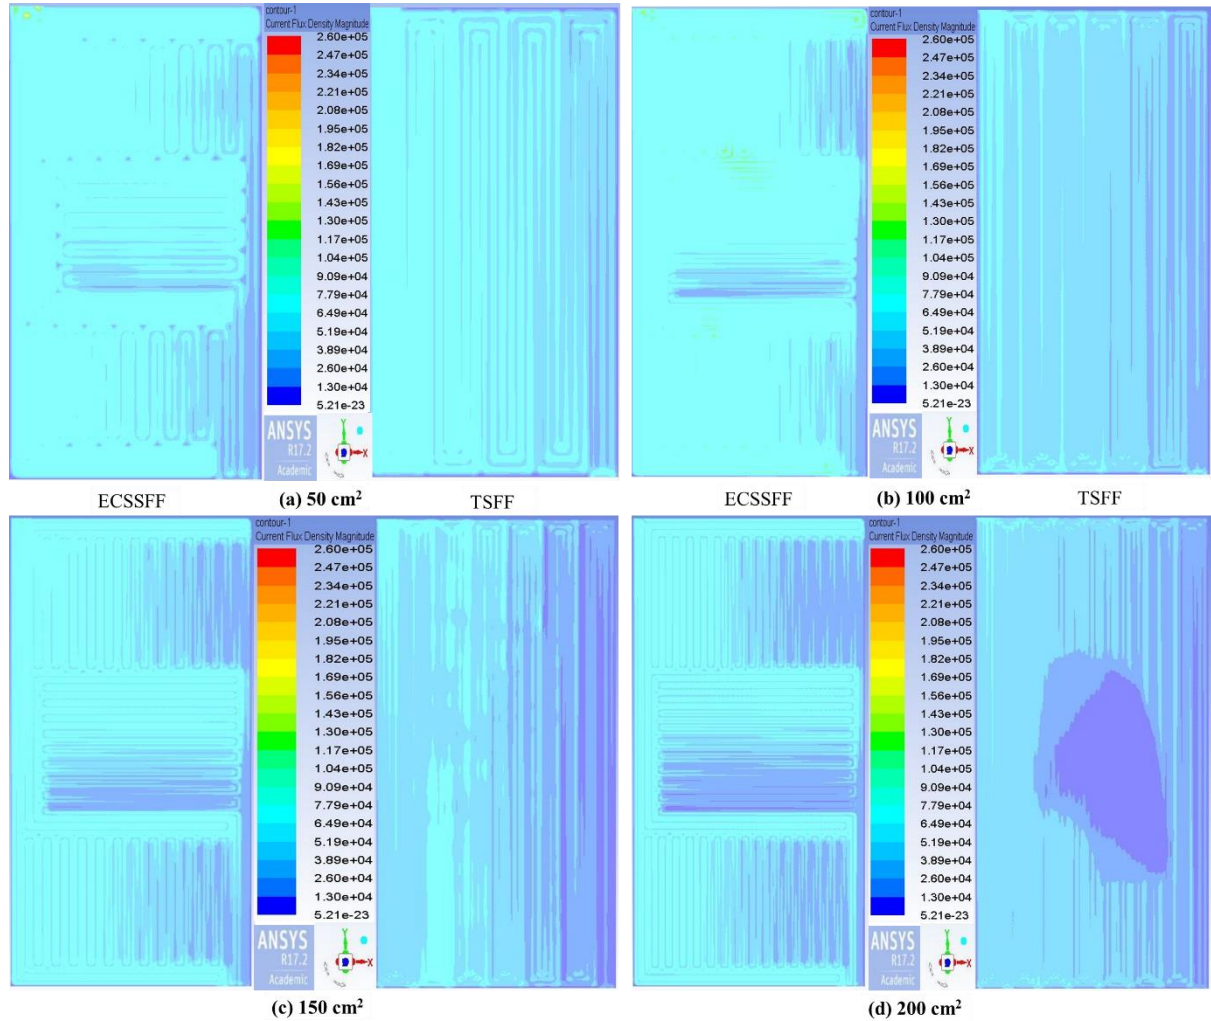 contour-1
Current Flux Density Magnitude
2.60e+05
2.47e+05
2.34e+05
2.21e+05
2.08e+05
1.95e+05
1.82e+05
1.69e+05
1.56e+05
1.43e+05
1.30e+05
1.17e+05
1.04e+05
9.09e+04
7.79e+04
6.49e+04
5.19e+04
3.89e+04
2.60e+04
1.30e+04
5.21e-23
ANSYS
R17.2
Academic
Y
X
ECSSFF
(a) 50 cm²
TSFF
contour-1
Current Flux Density Magnitude
2.60e+05
2.47e+05
2.34e+05
2.21e+05
2.08e+05
1.95e+05
1.82e+05
1.69e+05
1.56e+05
1.43e+05
1.30e+05
1.17e+05
1.04e+05
9.09e+04
7.79e+04
6.49e+04
5.19e+04
3.89e+04
2.60e+04
1.30e+04
5.21e-23
ANSYS
R17.2
Academic
Y
X
ECSSFF
(b) 100 cm²
TSFF
contour-1
Current Flux Density Magnitude
2.60e+05
2.47e+05
2.34e+05
2.21e+05
2.08e+05
1.95e+05
1.82e+05
1.69e+05
1.56e+05
1.43e+05
1.30e+05
1.17e+05
1.04e+05
9.09e+04
7.79e+04
6.49e+04
5.19e+04
3.89e+04
2.60e+04
1.30e+04
5.21e-23
ANSYS
R17.2
Academic
Y
X
(c) 150 cm²
contour-1
Current Flux Density Magnitude
2.60e+05
2.47e+05
2.34e+05
2.21e+05
2.08e+05
1.95e+05
1.82e+05
1.69e+05
1.56e+05
1.43e+05
1.30e+05
1.17e+05
1.04e+05
9.09e+04
7.79e+04
6.49e+04
5.19e+04
3.89e+04
2.60e+04
1.30e+04
5.21e-23
ANSYS
R17.2
Academic
Y
X
(d) 200 cm²